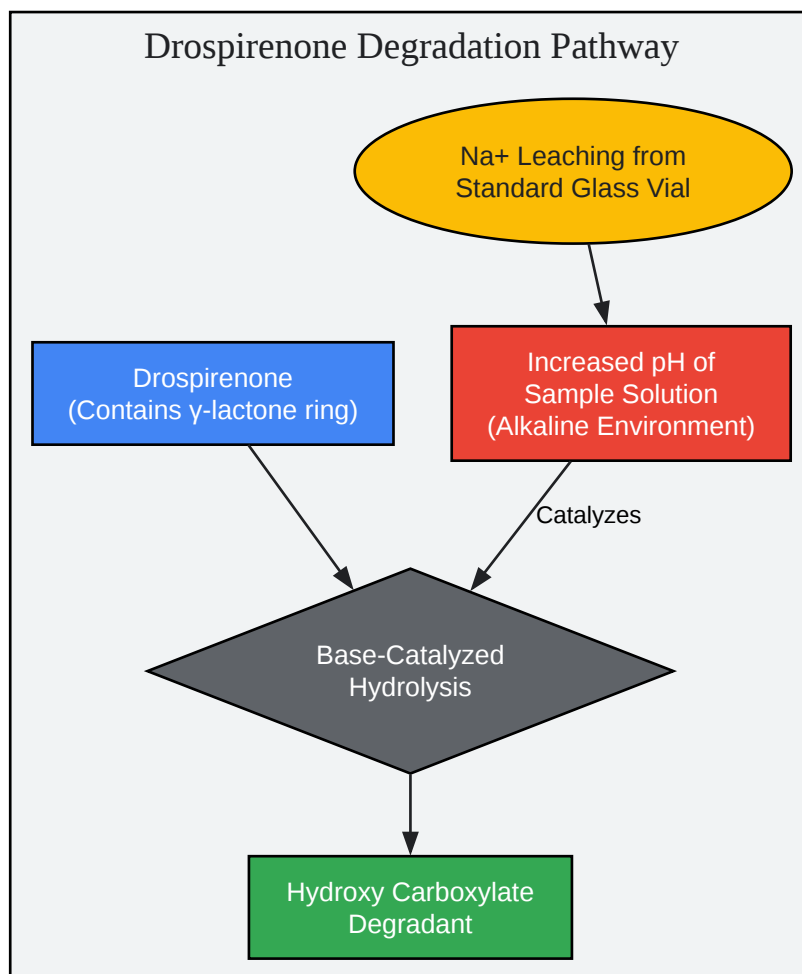 Drospirenone Degradation Pathway
Na+ Leaching from
Standard Glass Vial
Drospirenone
(Contains γ-lactone ring)
Increased pH of
Sample Solution
(Alkaline Environment)
Catalyzes
Base-Catalyzed
Hydrolysis
Hydroxy Carboxylate
Degradant